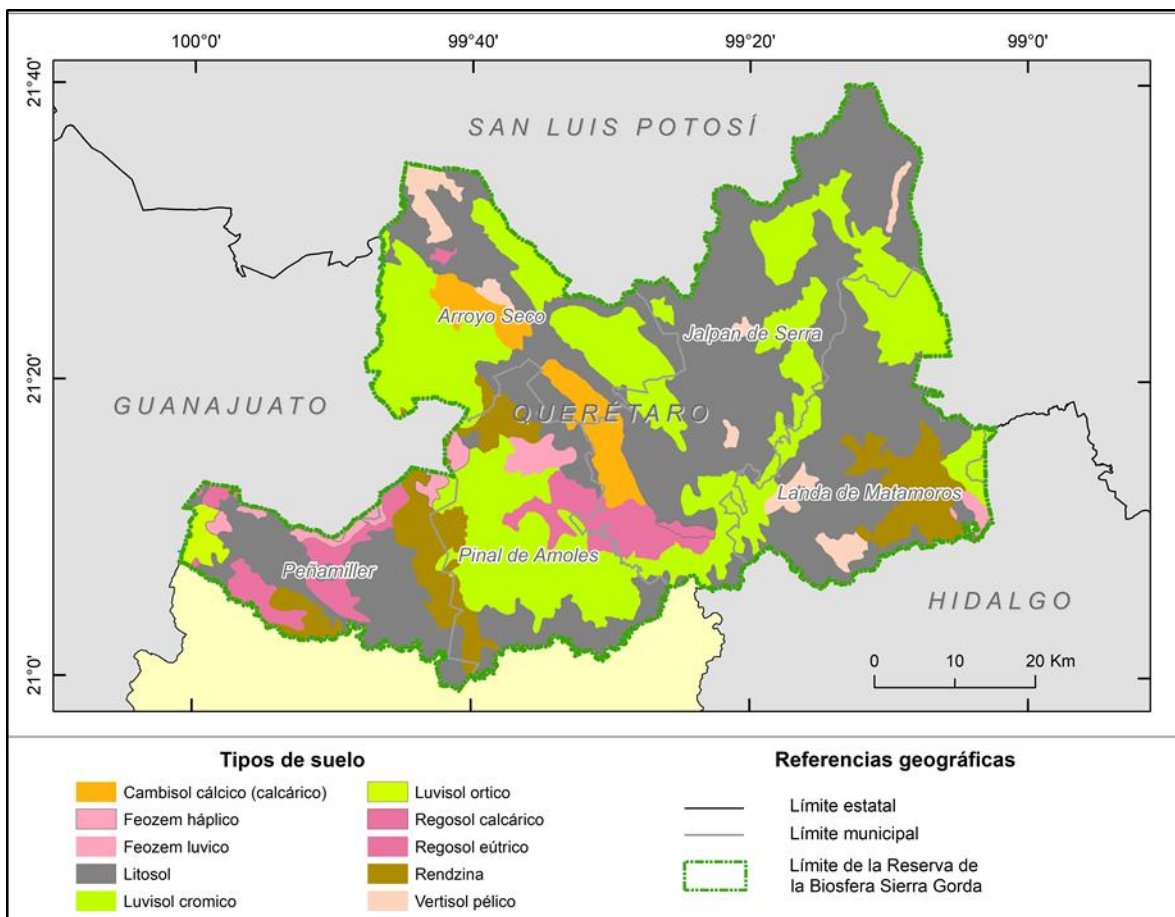 100°0' 99°40' 99°20' 99°0'
21°40'
SAN LUIS POTOSÍ
Arroyo Seco
Jalpan de Serra
21°20'
GUANAJUATO
QUERÉTARO
Landa de Matamoros
Pinal de Amoles
Peñamiller
HIDALGO
21°0'
0 10 20 Km
Tipos de suelo
Cambisol cálcico (calcárico)
Feozem háplico
Feozem luvico
Litosol
Luvisol cromico
Luvisol ortico
Regosol calcárico
Regosol eútrico
Rendzina
Vertisol pélico
Referencias geográficas
Límite estatal
Límite municipal
Límite de la Reserva de
la Biosfera Sierra Gorda